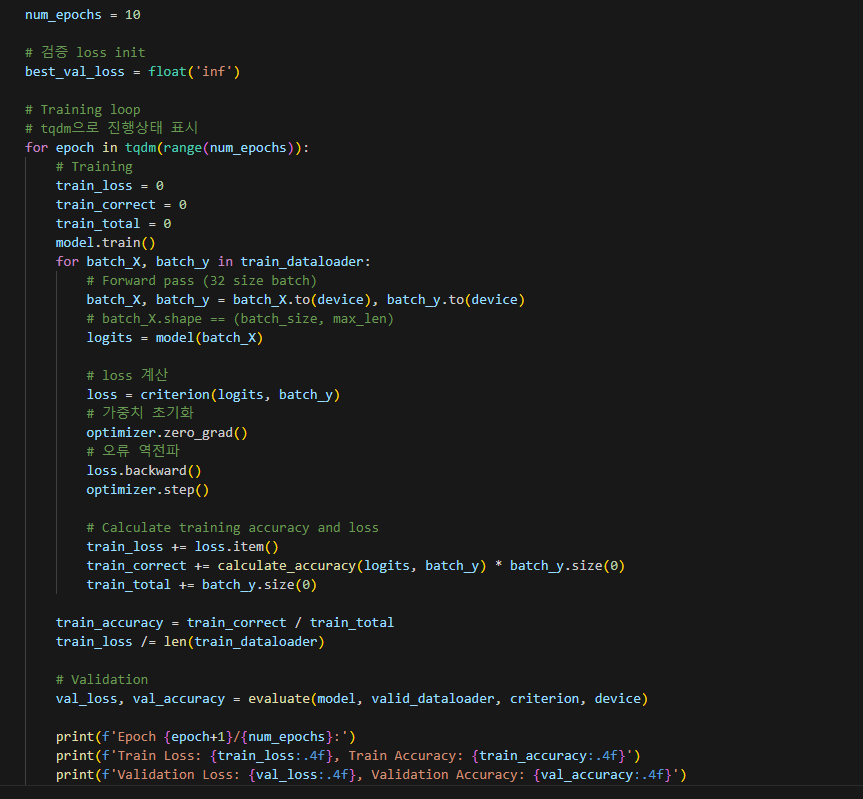 num_epochs = 10
# 검증 loss init
best_val_loss = float('inf')
# Training loop
# tqdm으로 진행상태 표시
for epoch in tqdm(range(num_epochs)):
# Training
train_loss = 0
train_correct = 0
train_total = 0
model.train()
for batch_X, batch_y in train_dataloader:
# Forward pass (32 size batch)
batch_X, batch_y = batch_X.to(device), batch_y.to(device)
# batch_X.shape == (batch_size, max_len)
logits = model(batch_X)
# loss 계산
loss = criterion(logits, batch_y)
# 가중치 초기화
optimizer.zero_grad()
# 오류 역전파
loss.backward()
optimizer.step()
# Calculate training accuracy and loss
train_loss += loss.item()
train_correct += calculate_accuracy(logits, batch_y) * batch_y.size(0)
train_total += batch_y.size(0)
train_accuracy = train_correct / train_total
train_loss /= len(train_dataloader)
# Validation
val_loss, val_accuracy = evaluate(model, valid_dataloader, criterion, device)
print(f'Epoch {epoch+1}/{num_epochs}:')
print(f'Train Loss: {train_loss:.4f}, Train Accuracy: {train_accuracy:.4f}')
print(f'Validation Loss: {val_loss:.4f}, Validation Accuracy: {val_accuracy:.4f}')